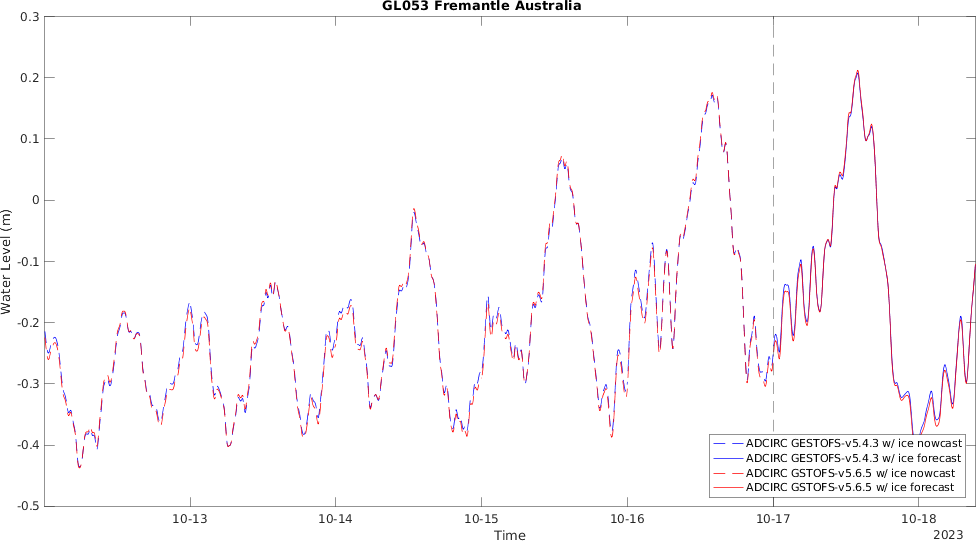 GL053 Fremantle Australia
0.3
0.2
0.1
0
-0.1
-0.2
-0.3
-0.4
-0.5
Water Level (m)
10-13
10-14
10-15
10-16
10-17
10-18
Time
2023
ADCIRC GESTOFS-v5.4.3 w/ ice nowcast
ADCIRC GESTOFS-v5.4.3 w/ ice forecast
ADCIRC GSTOFS-v5.6.5 w/ ice nowcast
ADCIRC GSTOFS-v5.6.5 w/ ice forecast